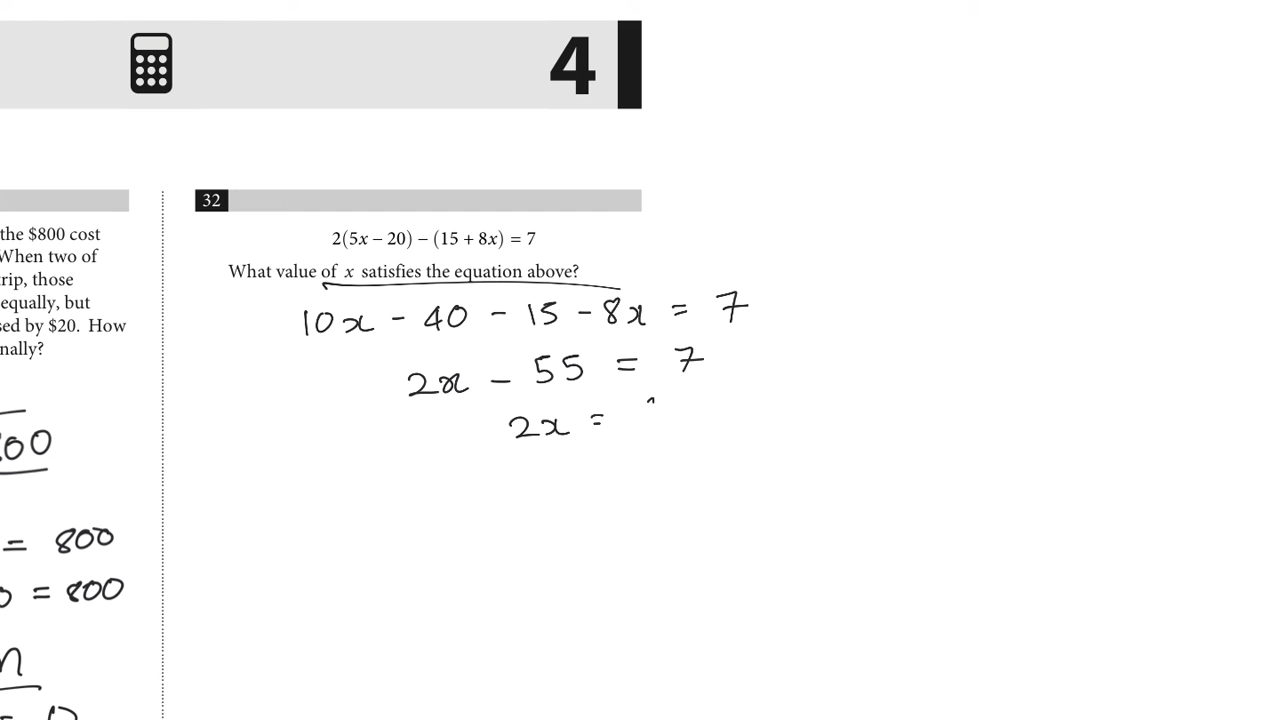 4
the $800 cost
When two of
rip, those
equally, but
sed by $20. How
nally?
00
= 800
0 = 800
n
32
2(5x − 20) − (15 + 8x) = 7
What value of x satisfies the equation above?
10x - 40 - 15 - 8x = 7
2x - 55 = 7
2x =